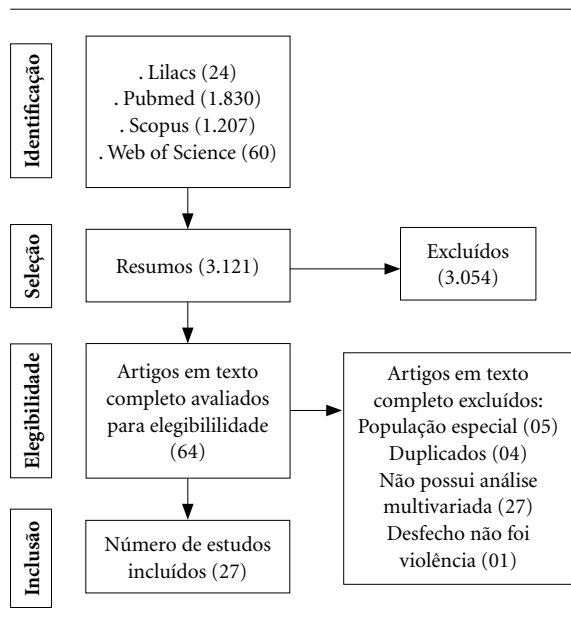 Identificação
. Lilacs (24)
. Pubmed (1.830)
. Scopus (1.207)
. Web of Science (60)
Seleção
Resumos (3.121)
Excluídos
(3.054)
Elegibilidade
Artigos em texto
completo avaliados
para elegibililidade
(64)
Artigos em texto
completo excluídos:
População especial (05)
Duplicados (04)
Não possui análise
multivariada (27)
Desfecho não foi
violência (01)
Inclusão
Número de estudos
incluídos (27)